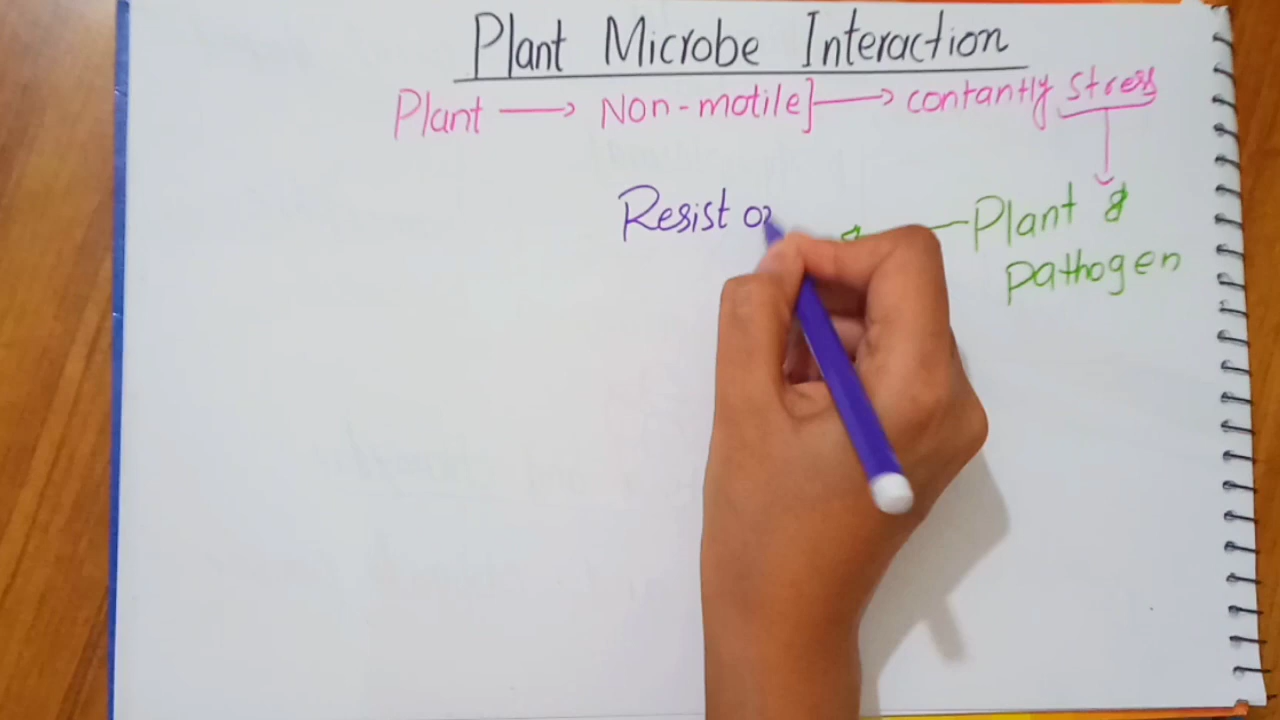 Plant Microbe Interaction
Plant → Non-motile] → contantly stress
Resist or
Plant &
pathogen